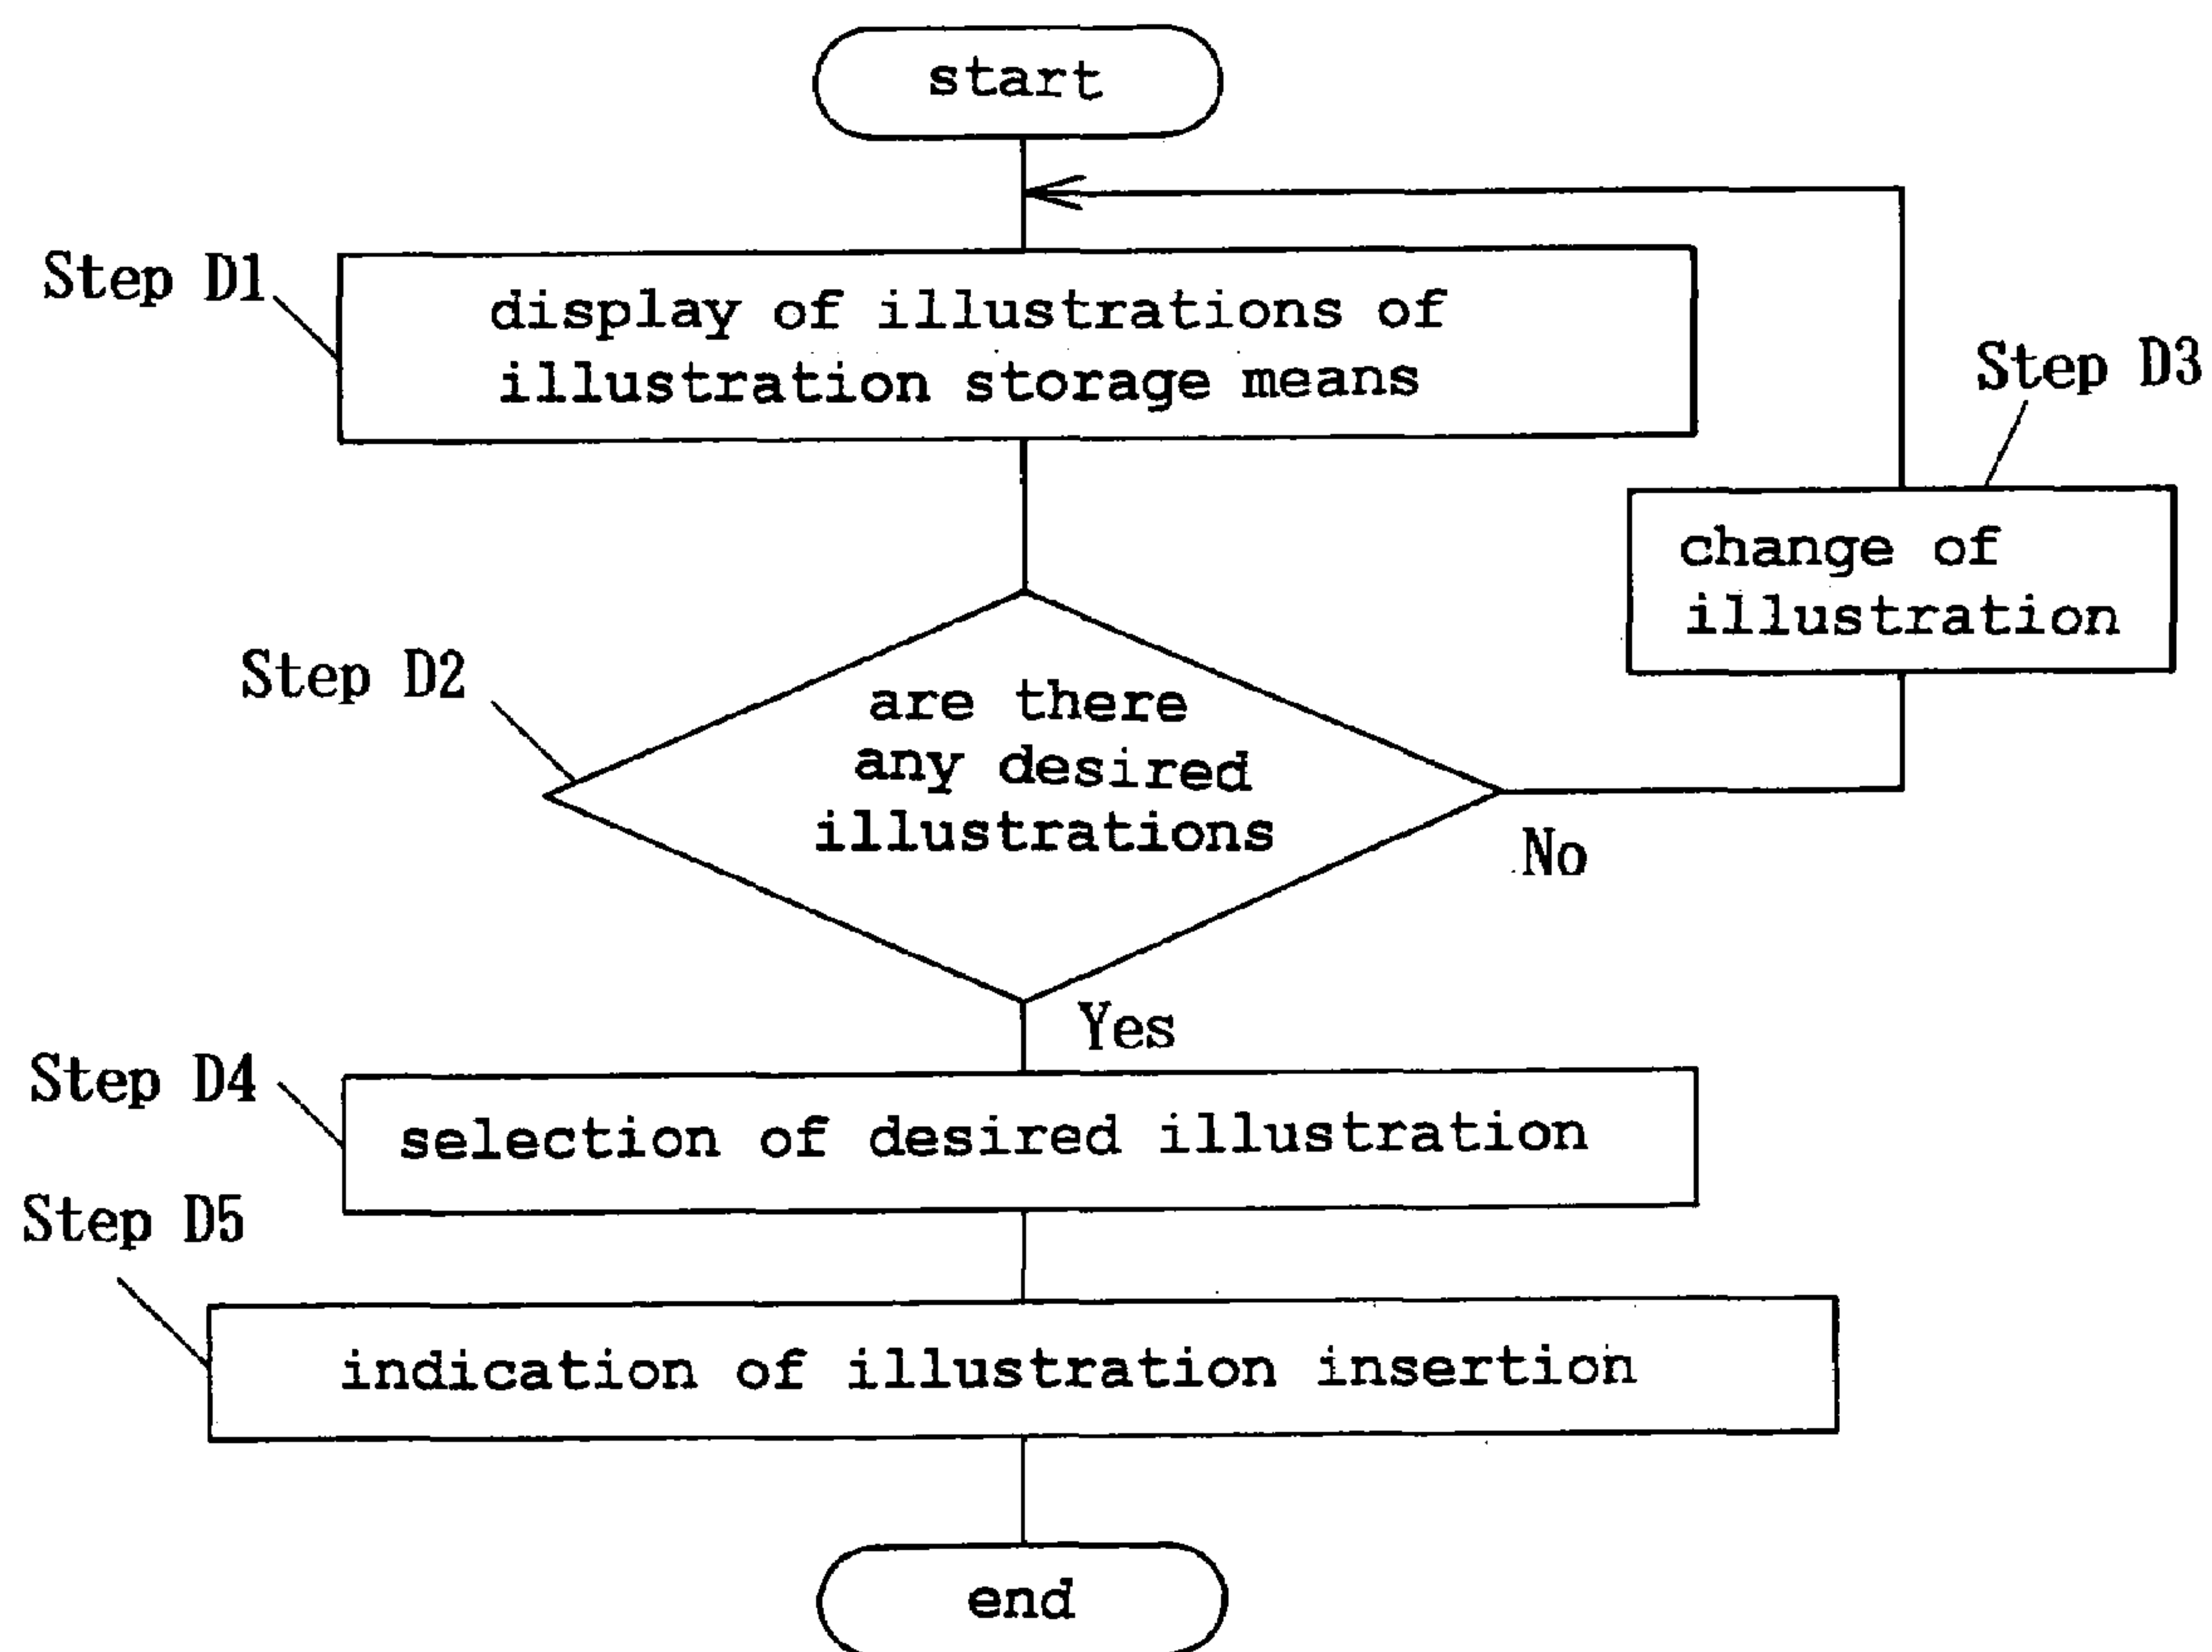 start
Step D1
display of illustrations of
illustration storage means
Step D3
change of
illustration
Step D2
are there
any desired
illustrations
No
Yes
Step D4
selection of desired illustration
Step D5
indication of illustration insertion
end